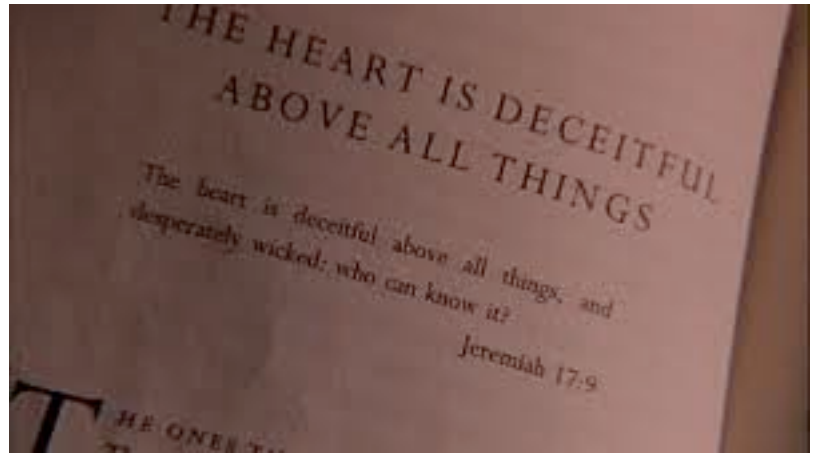 THE HEART IS DECEITFUL
ABOVE ALL THINGS
The heart is deceitful above all things, and
desperately wicked; who can know it?
Jeremiah 17:9
THE ONES